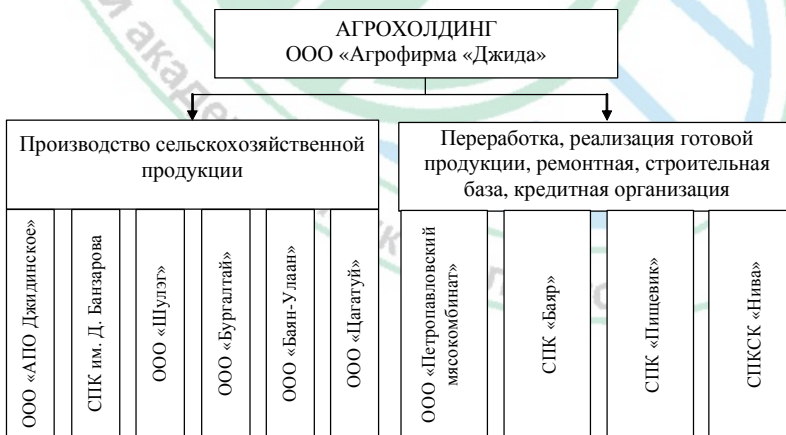 АГРОХОЛДИНГ
ООО «Агрофирма «Джида»
Производство сельскохозяйственной
продукции
Переработка, реализация готовой
продукции, ремонтная, строительная
база, кредитная организация
ООО «АПО Джидинское»
СПК им. Д. Банзарова
ООО «Шулэг»
ООО «Бургалтай»
ООО «Баян-Улаан»
ООО «Цагатуй»
ООО «Петропавловский
мясокомбинат»
СПК «Баяр»
СПК «Пищевик»
СПКСК «Нива»